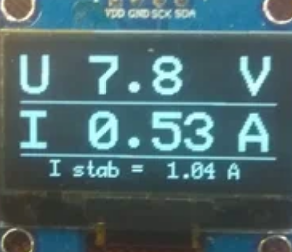 VDD GND SCK SDA
U 7.8 V
I 0.53 A
I stab = 1.04 A